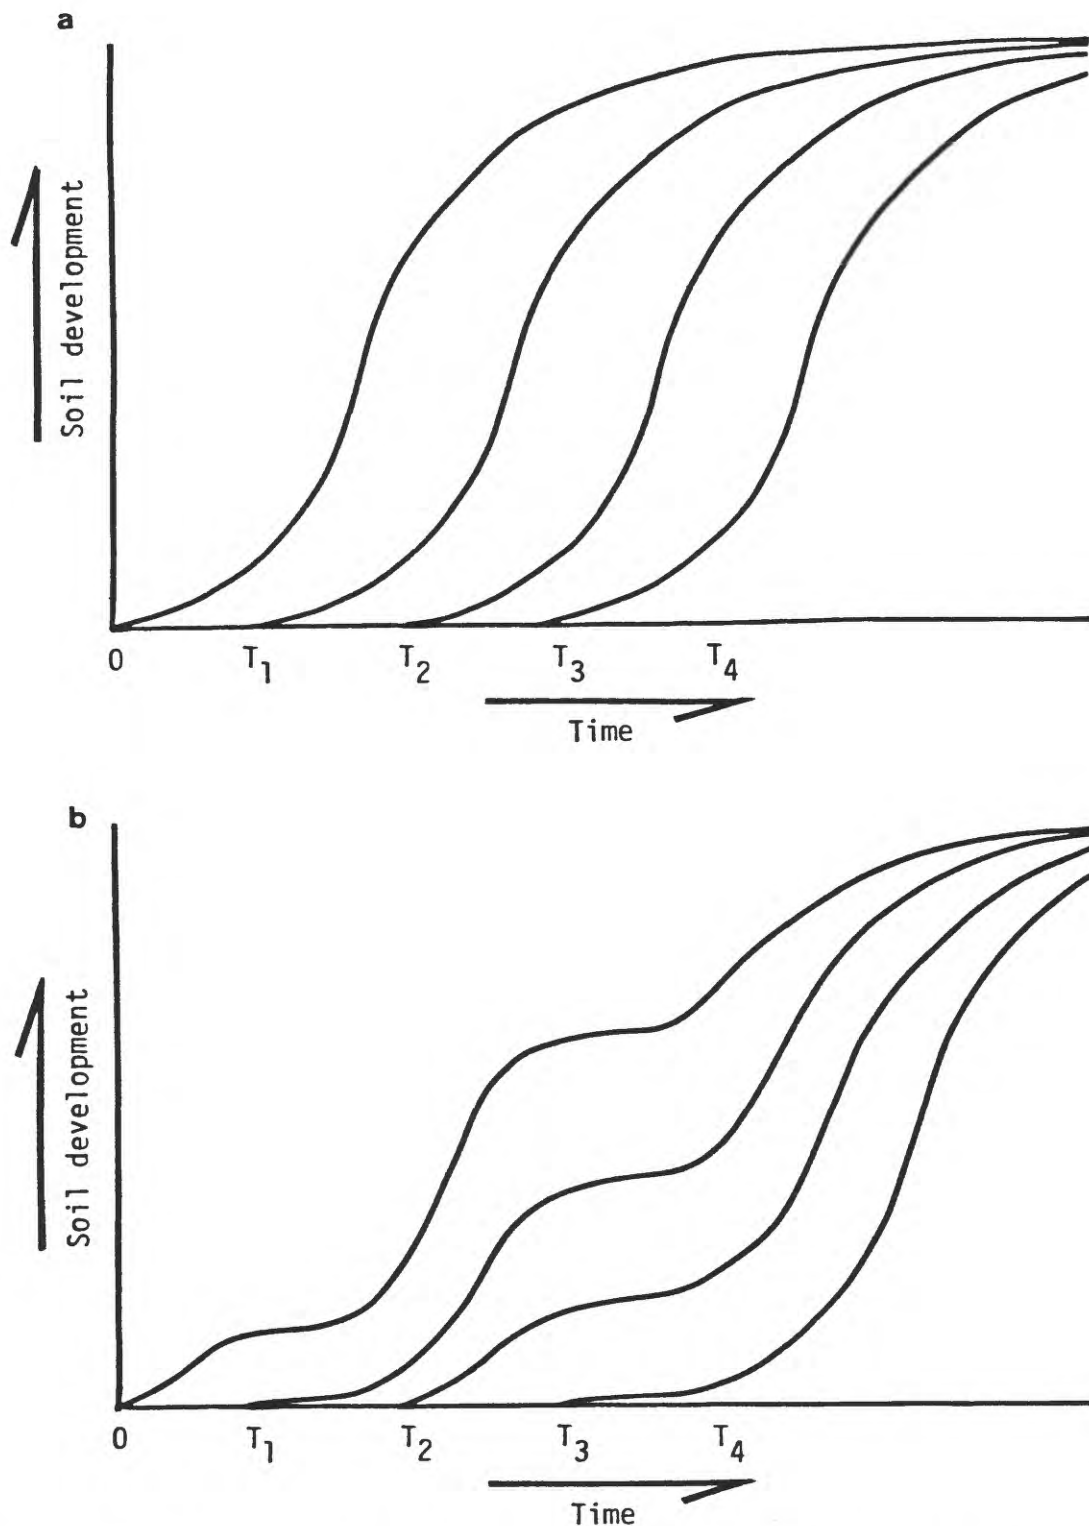 a
Soil development
0 T₁ T₂ T₃ T₄
Time
b
Soil development
0 T₁ T₂ T₃ T₄
Time